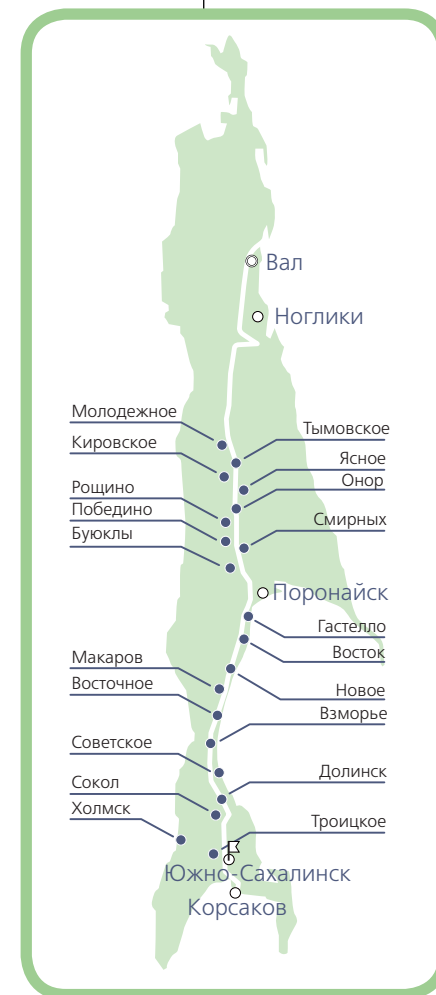 Вал
Ноглики
Молодежное
Тымовское
Кировское
Ясное
Онор
Рощино
Победино
Смирных
Буюклы
Поронайск
Гастелло
Восток
Макаров
Восточное
Новое
Взморье
Советское
Долинск
Сокол
Холмск
Троицкое
Южно-Сахалинск
Корсаков